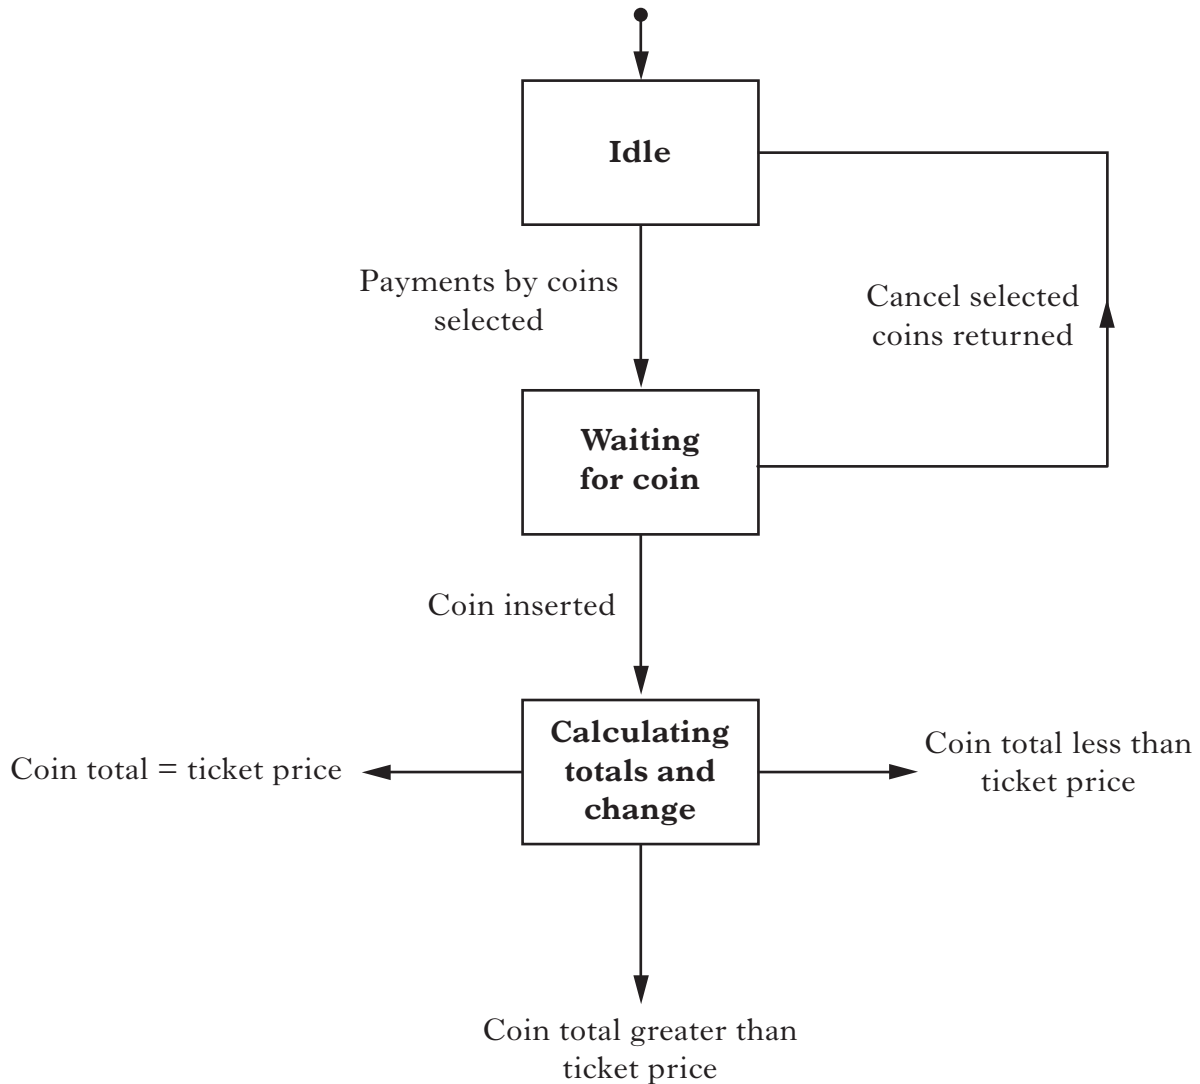 Idle
Payments by coins
selected
Cancel selected
coins returned
Waiting
for coin
Coin inserted
Calculating
totals and
change
Coin total = ticket price
Coin total less than
ticket price
Coin total greater than
ticket price